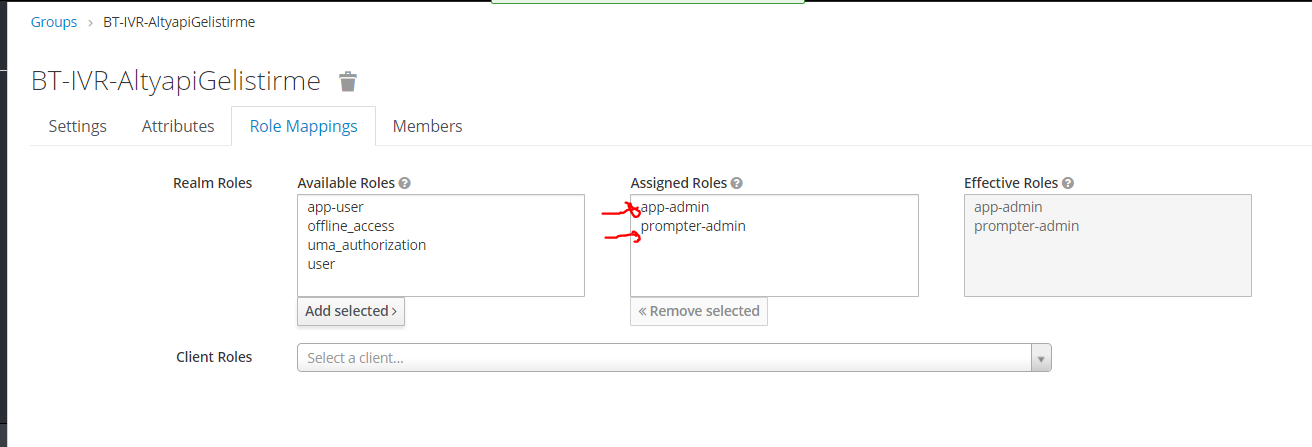 Groups > BT-IVR-AltyapiGelistirme
BT-IVR-AltyapiGelistirme
Settings Attributes Role Mappings Members
Realm Roles Available Roles Assigned Roles Effective Roles
app-user app-admin app-admin
offline_access prompter-admin prompter-admin
uma_authorization
user
Add selected > « Remove selected
Client Roles Select a client...